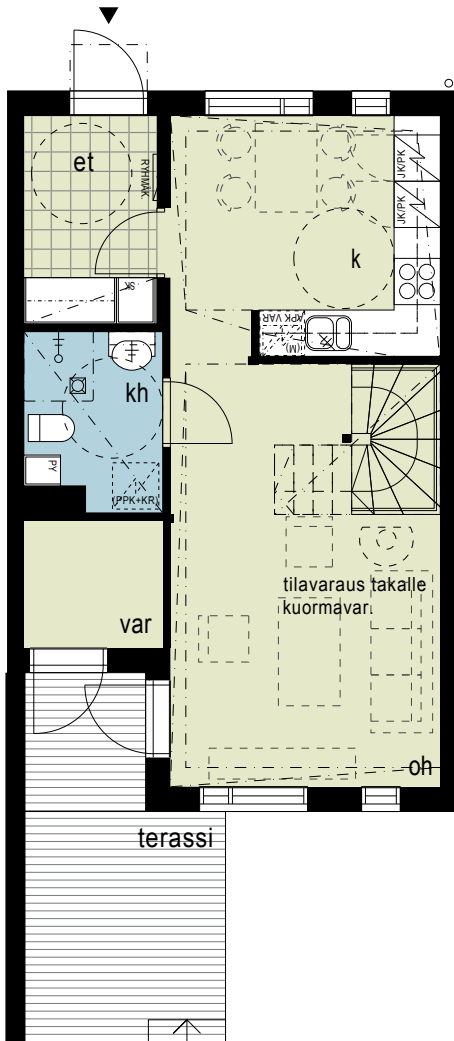 et
RYHMÄK.
SK
JK/PK
JK/PK
k
APK VAR
(M)
kh
PY
(PPK+KR)
tilavaraus takalle
kuormavar.
var
oh
terassi